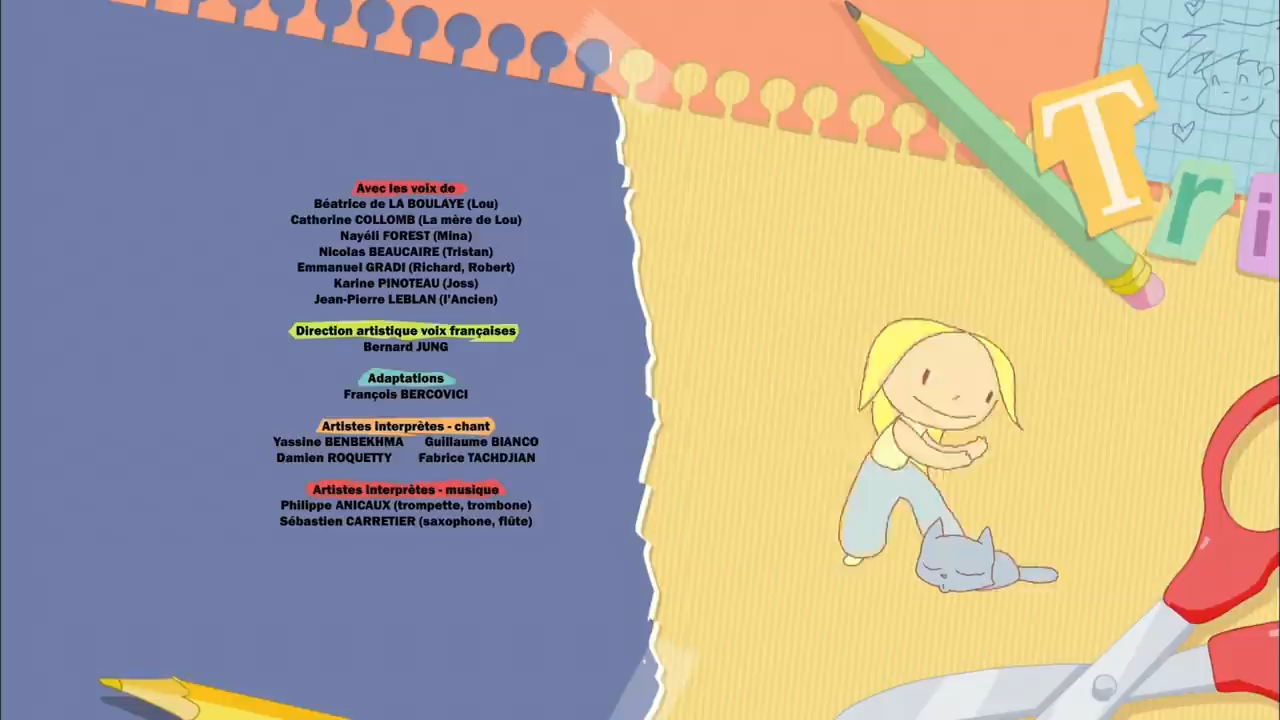 Avec les voix de
Béatrice de LA BOULAYE (Lou)
Catherine COLLOMB (La mère de Lou)
Nayéli FOREST (Mina)
Nicolas BEAUCAIRE (Tristan)
Emmanuel GRADI (Richard, Robert)
Karine PINOTEAU (Joss)
Jean-Pierre LEBLAN (l'Ancien)
Direction artistique voix françaises
Bernard JUNG
Adaptations
François BERCOVICI
Artistes interprètes - chant
Yassine BENBEKHMA Guillaume BIANCO
Damien ROQUETTY Fabrice TACHDJIAN
Artistes interprètes - musique
Philippe ANICAUX (trompette, trombone)
Sébastien CARRETIER (saxophone, flûte)
Tri